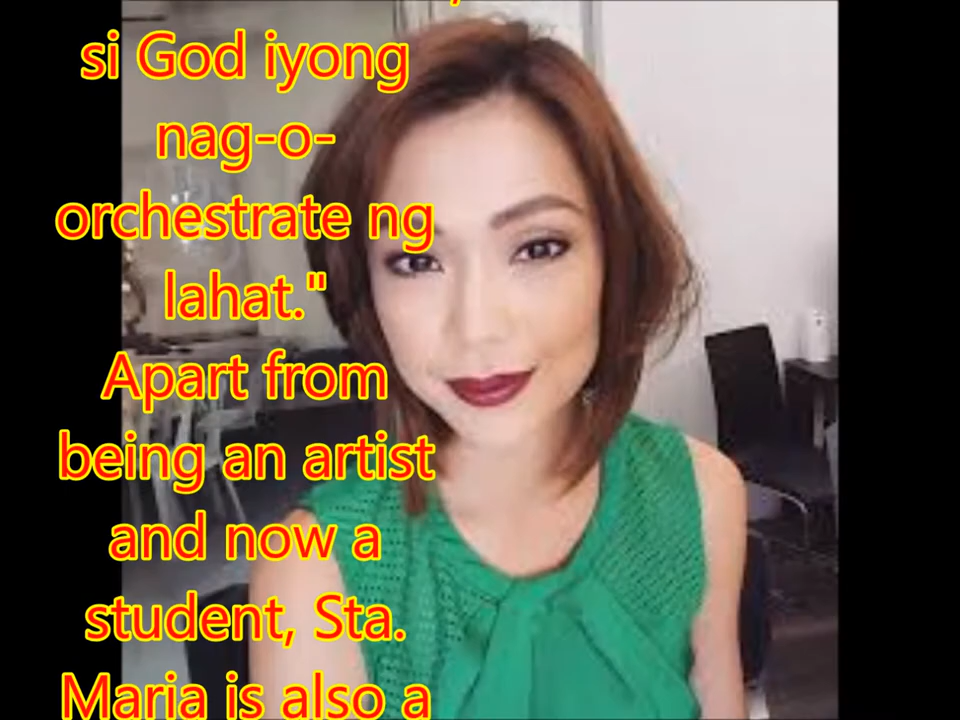 si God iyong
nag-o-
orchestrate ng
lahat."
Apart from
being an artist
and now a
student, Sta.
Maria is also a